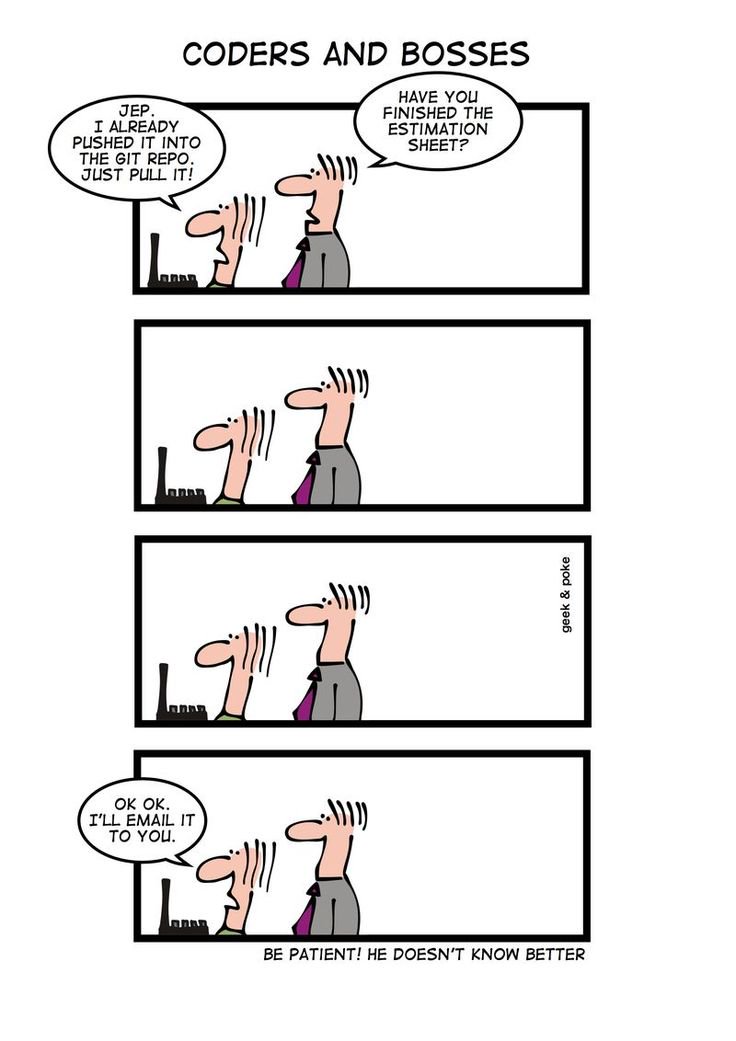 CODERS AND BOSSES
HAVE YOU
FINISHED THE
ESTIMATION
SHEET?
JEP.
I ALREADY
PUSHED IT INTO
THE GIT REPO.
JUST PULL IT!
geek & poke
OK OK.
I'LL EMAIL IT
TO YOU.
BE PATIENT! HE DOESN'T KNOW BETTER